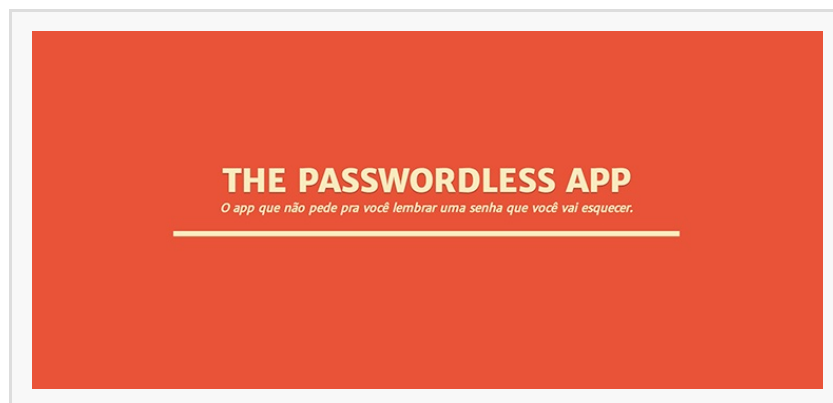 THE PASSWORDLESS APP
O app que não pede pra você lembrar uma senha que você vai esquecer.